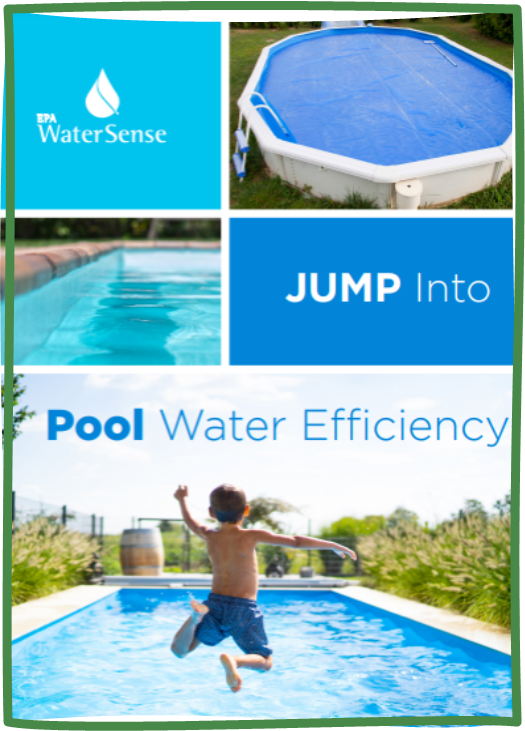 EPA
WaterSense
JUMP Into
Pool Water Efficiency